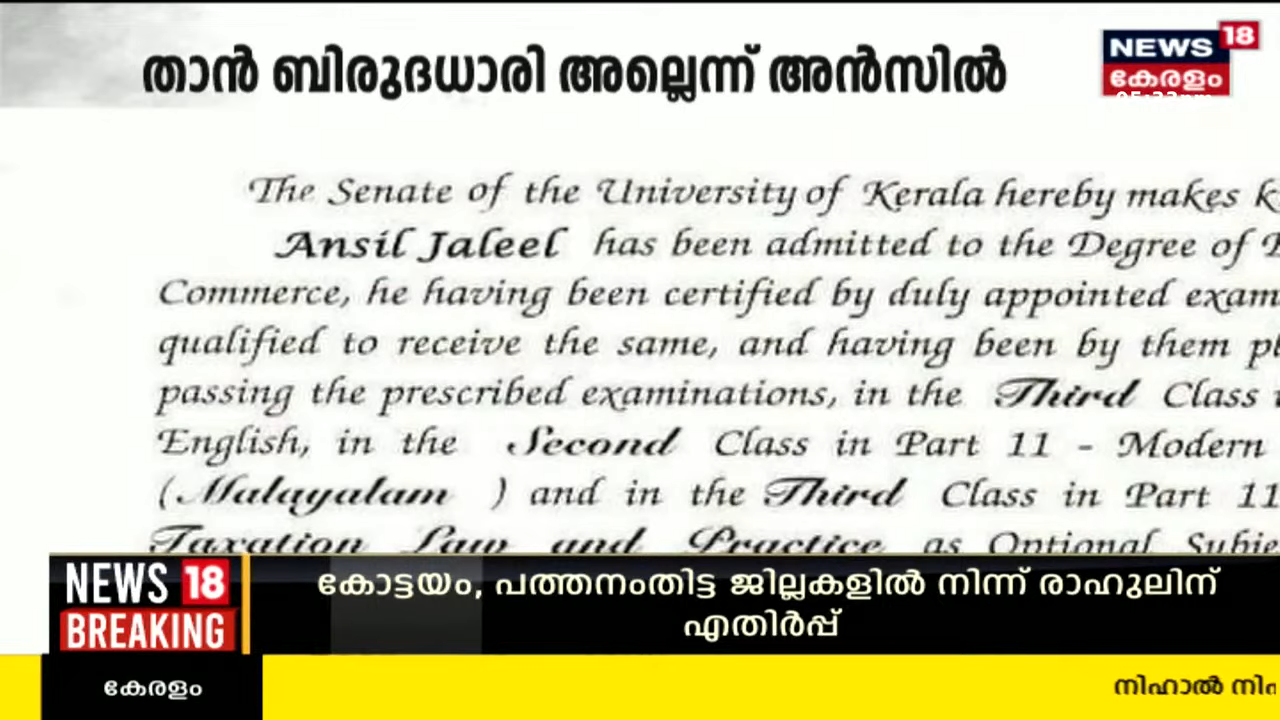 താൻ ബിരുദധാരി അല്ലെന്ന് അൻസിൽ
NEWS 18
കേരളം
The Senate of the University of Kerala hereby makes
Ansil Jaleel has been admitted to the Degree of
Commerce, he having been certified by duly appointed
qualified to receive the same, and having been by them
passing the prescribed examinations, in the Third Class
English, in the Second Class in Part 11 - Modern
(Malayalam ) and in the Third Class in Part 11
Taxation Law and Practice as Optional
NEWS 18
BREAKING
കോട്ടയം, പത്തനംതിട്ട ജില്ലകളിൽ നിന്ന് രാഹുലിന്
എതിർപ്പ്
കേരളം
നിഹാൽ